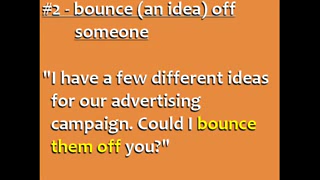 #2 - bounce (an idea) off
someone
"I have a few different ideas
for our advertising
campaign. Could I bounce
them off you?"